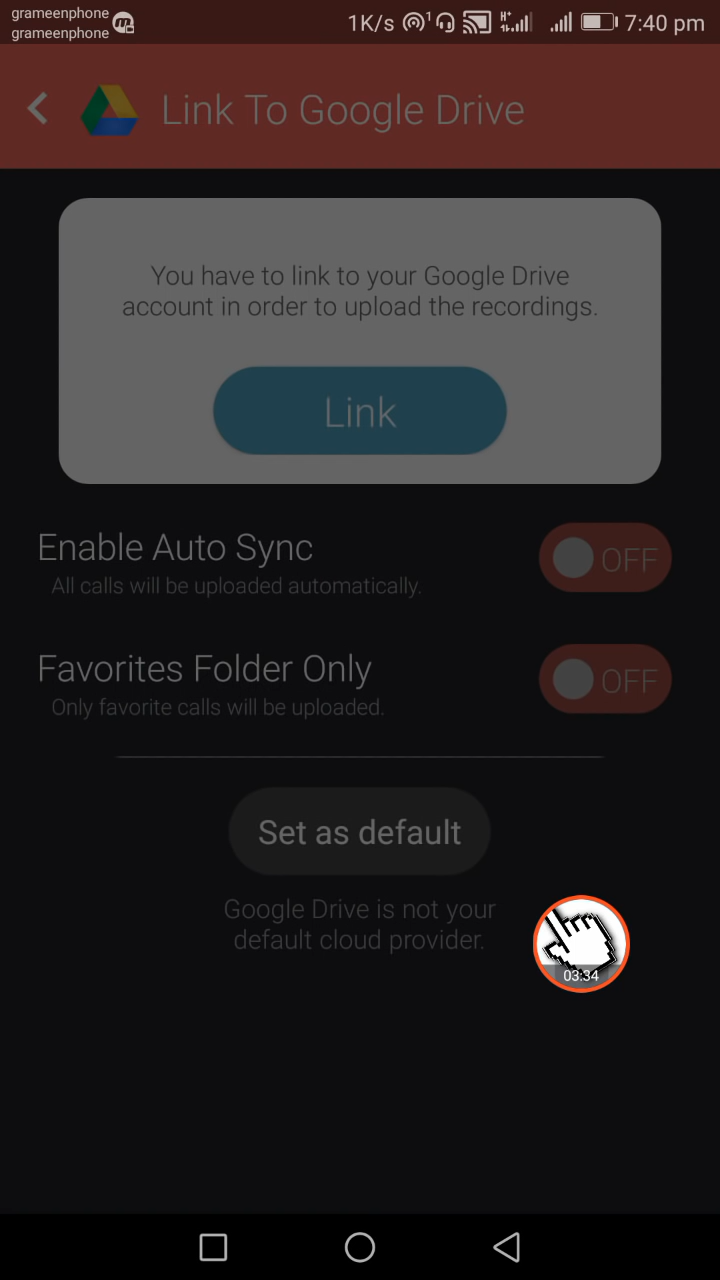 grameenphone
grameenphone
1K/s 1 H+ 7:40 pm
Link To Google Drive
You have to link to your Google Drive
account in order to upload the recordings.
Link
Enable Auto Sync
OFF
All calls will be uploaded automatically.
Favorites Folder Only
OFF
Only favorite calls will be uploaded.
Set as default
Google Drive is not your
default cloud provider.
03:34